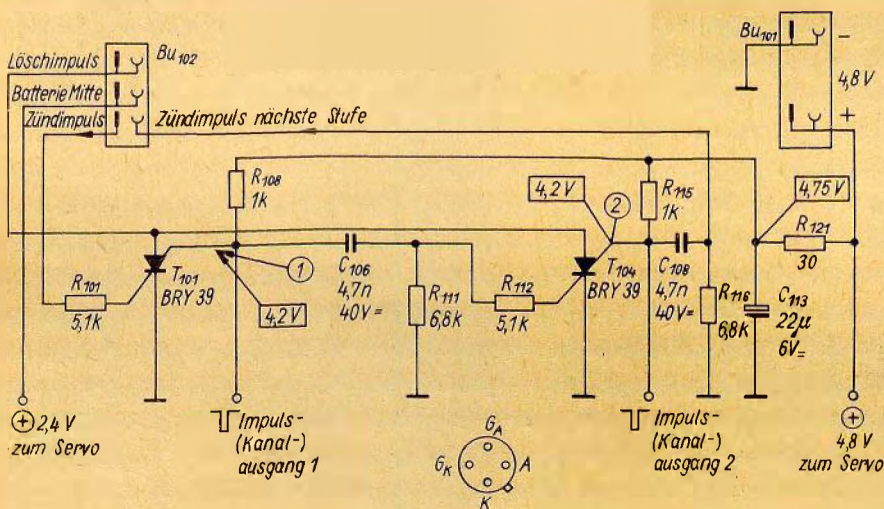 Löschimpuls
Bu102
Batterie Mitte
Zündimpuls
Zündimpuls nächste Stufe
Bu101
−
4,8 V
+
R108
1k
4,2 V
2
R115
1k
4,75 V
R121
30
1
R101
5,1k
T101
BRY 39
4,2 V
C106
4,7n
40V=
R111
6,8k
R112
5,1k
T104
BRY 39
C108
4,7n
40V=
R116
6,8k
C113
22µ
6V=
+ 2,4 V
zum Servo
Impuls-
(Kanal-)
ausgang 1
GA
GK
A
K
Impuls-
(Kanal-)
ausgang 2
+
4,8 V
zum Servo